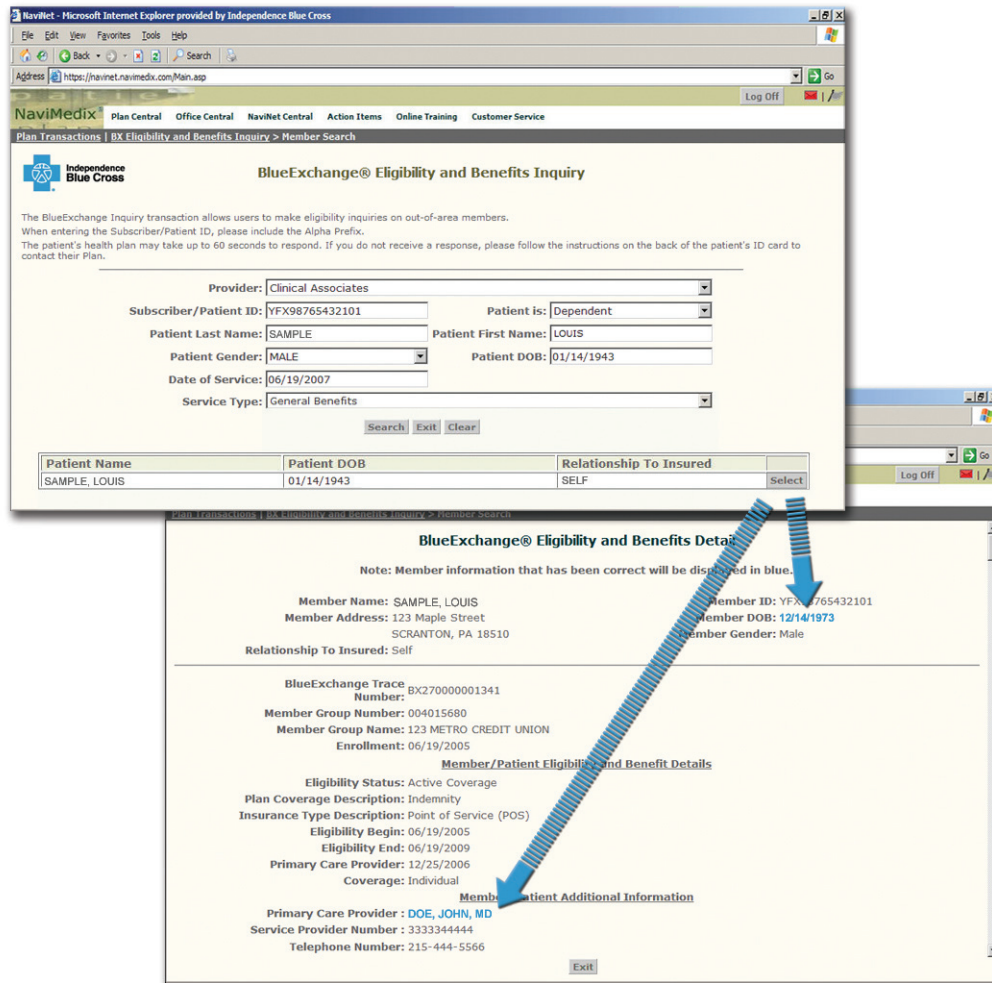 NaviNet - Microsoft Internet Explorer provided by Independence Blue Cross
File Edit View Favorites Tools Help
Back Search
Address https://navinet.navimedix.com/Main.asp Go
Log Off
NaviMedix® Plan Central Office Central NaviNet Central Action Items Online Training Customer Service
Plan Transactions | BX Eligibility and Benefits Inquiry > Member Search
Independence
Blue Cross
BlueExchange® Eligibility and Benefits Inquiry
The BlueExchange Inquiry transaction allows users to make eligibility inquiries on out-of-area members.
When entering the Subscriber/Patient ID, please include the Alpha Prefix.
The patient's health plan may take up to 60 seconds to respond. If you do not receive a response, please follow the instructions on the back of the patient's ID card to
contact their Plan.
Provider: Clinical Associates
Subscriber/Patient ID: YFX98765432101 Patient is: Dependent
Patient Last Name: SAMPLE Patient First Name: LOUIS
Patient Gender: MALE Patient DOB: 01/14/1943
Date of Service: 06/19/2007
Service Type: General Benefits
Search Exit Clear
Patient Name Patient DOB Relationship To Insured
SAMPLE, LOUIS 01/14/1943 SELF Select
Go
Log Off
Plan Transactions | BX Eligibility and Benefits Inquiry > Member Search
BlueExchange® Eligibility and Benefits Detail
Note: Member information that has been correct will be displayed in blue.
Member Name: SAMPLE, LOUIS Member ID: YFX98765432101
Member Address: 123 Maple Street Member DOB: 12/14/1973
SCRANTON, PA 18510 Member Gender: Male
Relationship To Insured: Self
BlueExchange Trace
Number: BX270000001341
Member Group Number: 004015680
Member Group Name: 123 METRO CREDIT UNION
Enrollment: 06/19/2005
Member/Patient Eligibility and Benefit Details
Eligibility Status: Active Coverage
Plan Coverage Description: Indemnity
Insurance Type Description: Point of Service (POS)
Eligibility Begin: 06/19/2005
Eligibility End: 06/19/2009
Primary Care Provider: 12/25/2006
Coverage: Individual
Member/Patient Additional Information
Primary Care Provider : DOE, JOHN, MD
Service Provider Number : 3333344444
Telephone Number: 215-444-5566
Exit